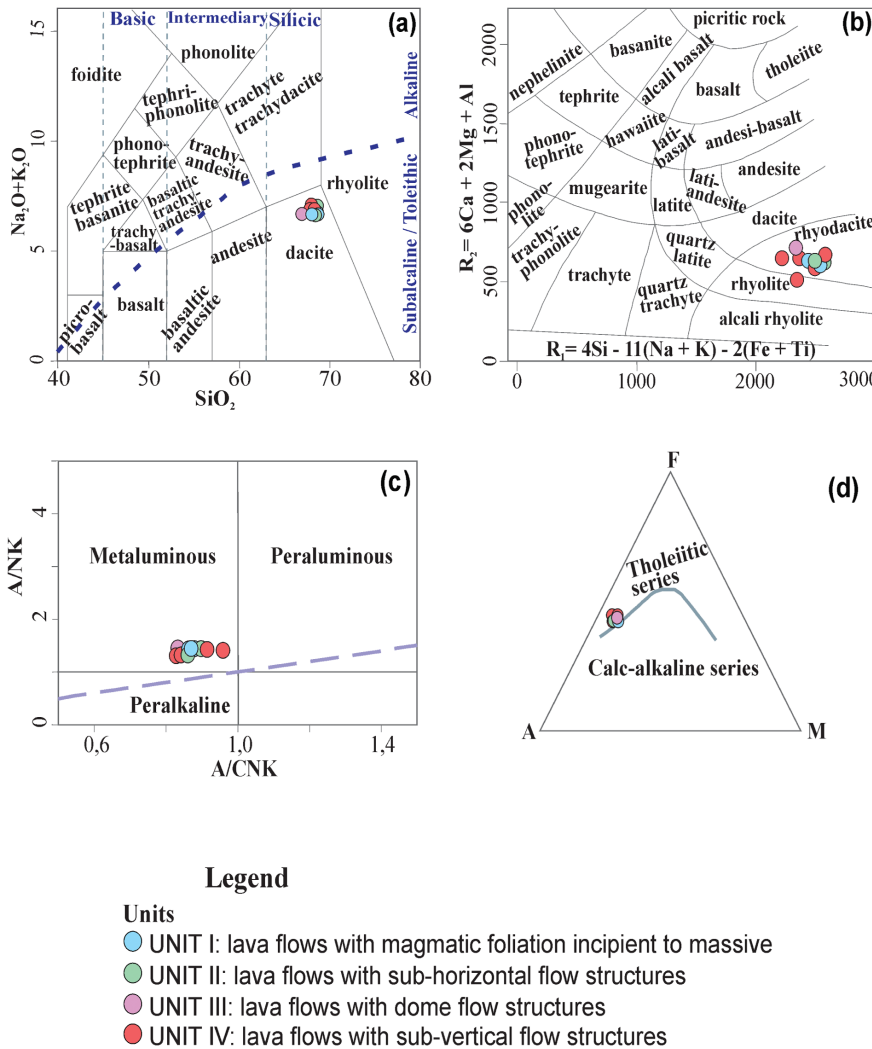 (a)
Basic Intermediary Silicic
foidite
phonolite
tephri-
phonolite
trachyte
trachydacite
phono-
tephrite
trachy-
andesite
tephrite
basanite
basaltic
trachy-
andesite
trachy
-basalt
rhyolite
dacite
andesite
basalt
basaltic
andesite
picro-
basalt
Alkaline
Subalcaline / Toleithic
Na₂O+K₂O
0 5 10 15
40 50 60 70 80
SiO₂
(b)
picritic rock
nephelinite
basanite
alcali basalt
tholeiite
tephrite
basalt
phono-
tephrite
hawaiite
lati-
basalt
andesi-basalt
phono-
lite
mugearite
lati-
andesite
andesite
latite
dacite
trachy-
phonolite
quartz
latite
rhyodacite
trachyte
quartz
trachyte
rhyolite
alcali rhyolite
R₂= 6Ca + 2Mg + Al
R₁= 4Si - 11(Na + K) - 2(Fe + Ti)
0 500 1000 1500 2000
0 1000 2000 3000
(c)
Metaluminous
Peraluminous
Peralkaline
A/NK
0 2 4
0,6 1,0 1,4
A/CNK
(d)
F
Tholeiitic
series
Calc-alkaline series
A
M
Legend
Units
UNIT I: lava flows with magmatic foliation incipient to massive
UNIT II: lava flows with sub-horizontal flow structures
UNIT III: lava flows with dome flow structures
UNIT IV: lava flows with sub-vertical flow structures